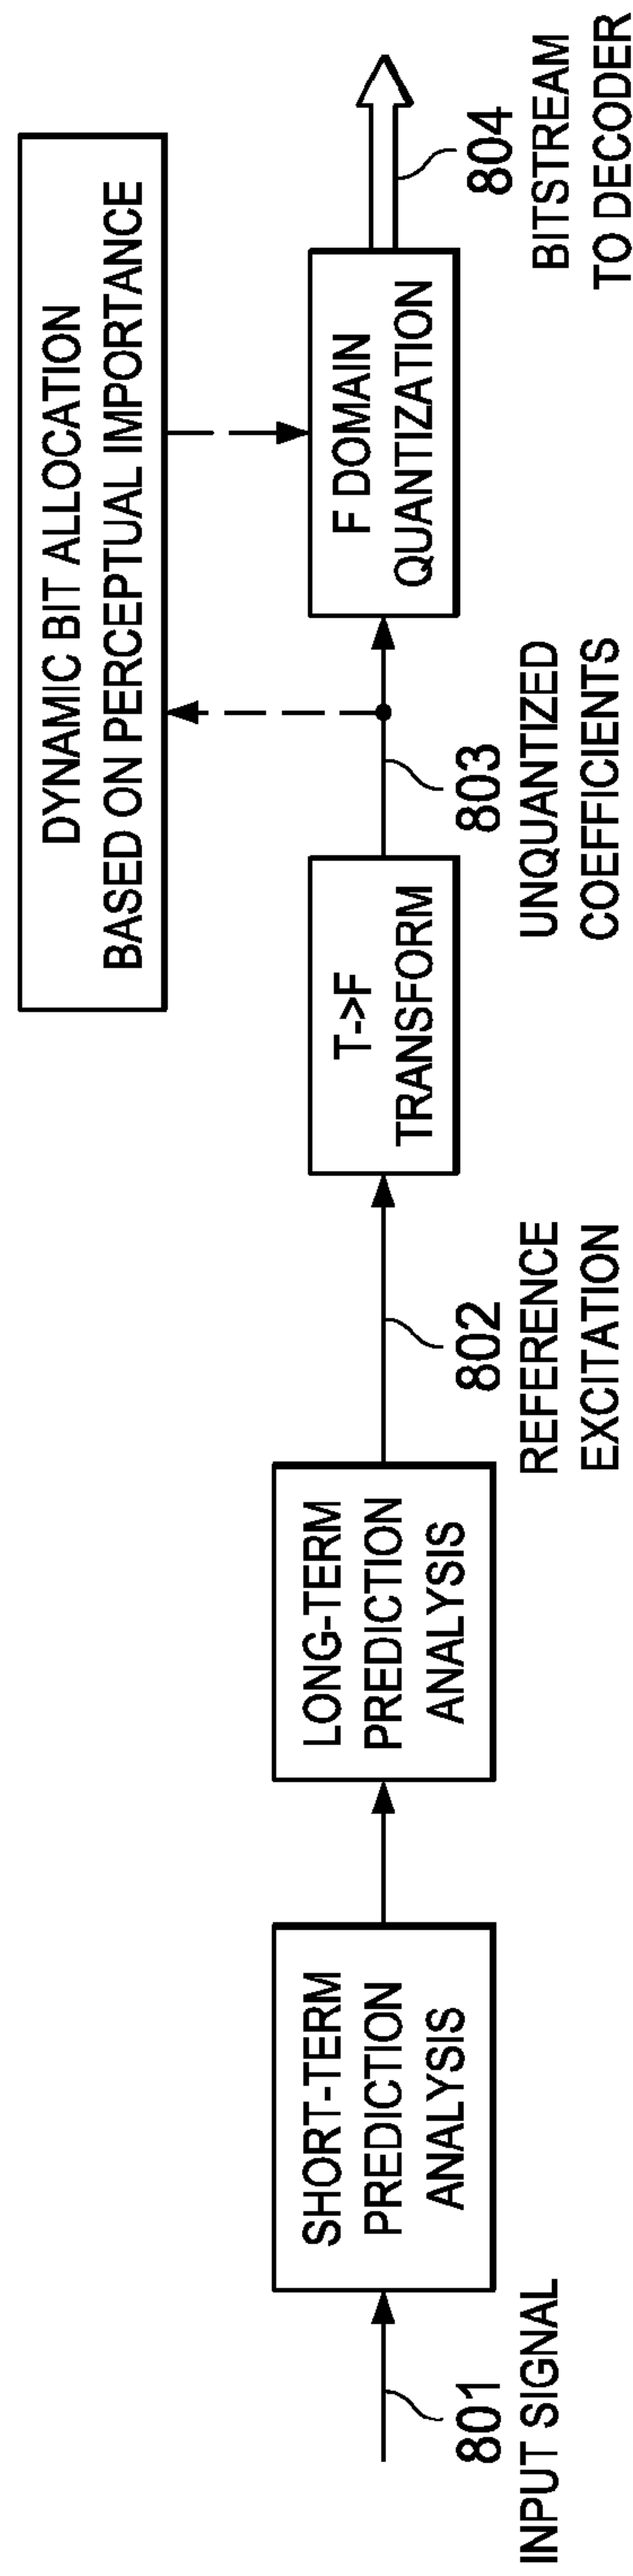 DYNAMIC BIT ALLOCATION
BASED ON PERCEPTUAL IMPORTANCE
SHORT-TERM
PREDICTION
ANALYSIS
LONG-TERM
PREDICTION
ANALYSIS
T->F
TRANSFORM
F DOMAIN
QUANTIZATION
801
INPUT SIGNAL
802
REFERENCE
EXCITATION
803
UNQUANTIZED
COEFFICIENTS
804
BITSTREAM
TO DECODER